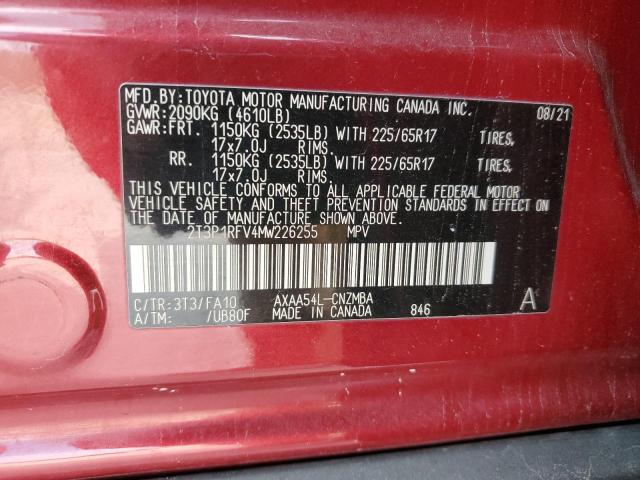 MFD.BY:TOYOTA MOTOR MANUFACTURING CANADA INC. 08/21
GVWR:2090KG (4610LB)
GAWR:FRT. 1150KG (2535LB) WITH 225/65R17 TIRES,
17x7.0J RIMS.
RR. 1150KG (2535LB) WITH 225/65R17 TIRES,
17x7.0J RIMS.
THIS VEHICLE CONFORMS TO ALL APPLICABLE FEDERAL MOTOR
VEHICLE SAFETY AND BUMPER STANDARDS IN EFFECT ON THE
DATE OF MANUFACTURE SHOWN ABOVE.
2T3P1RFV4MW226255 MPV
C/TR:3T3/FA10 AXAA54L-CNZMBA A
A/TM: /UB80F MADE IN CANADA 846